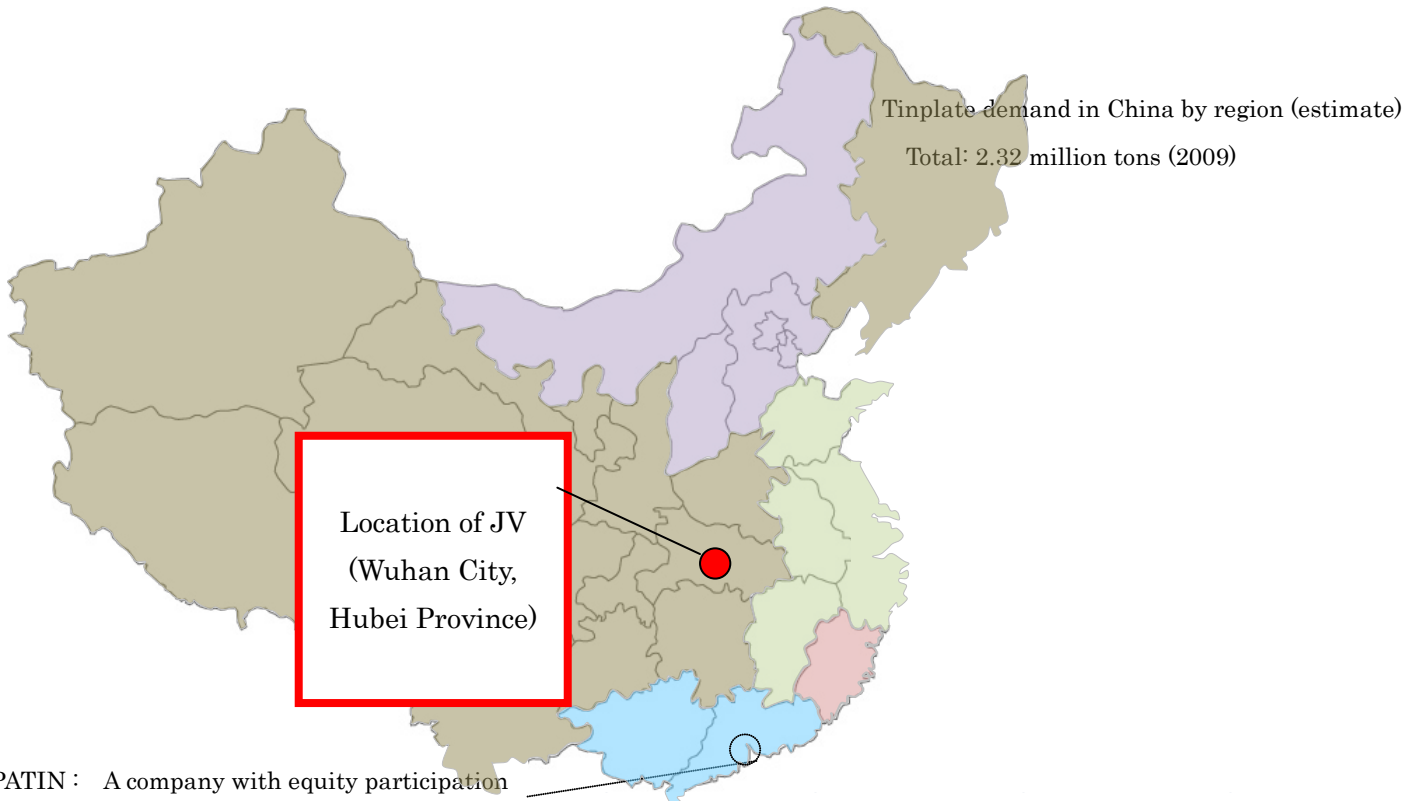 Tinplate demand in China by region (estimate)
Total: 2.32 million tons (2009)
Location of JV
(Wuhan City,
Hubei Province)
PATIN : A company with equity participation